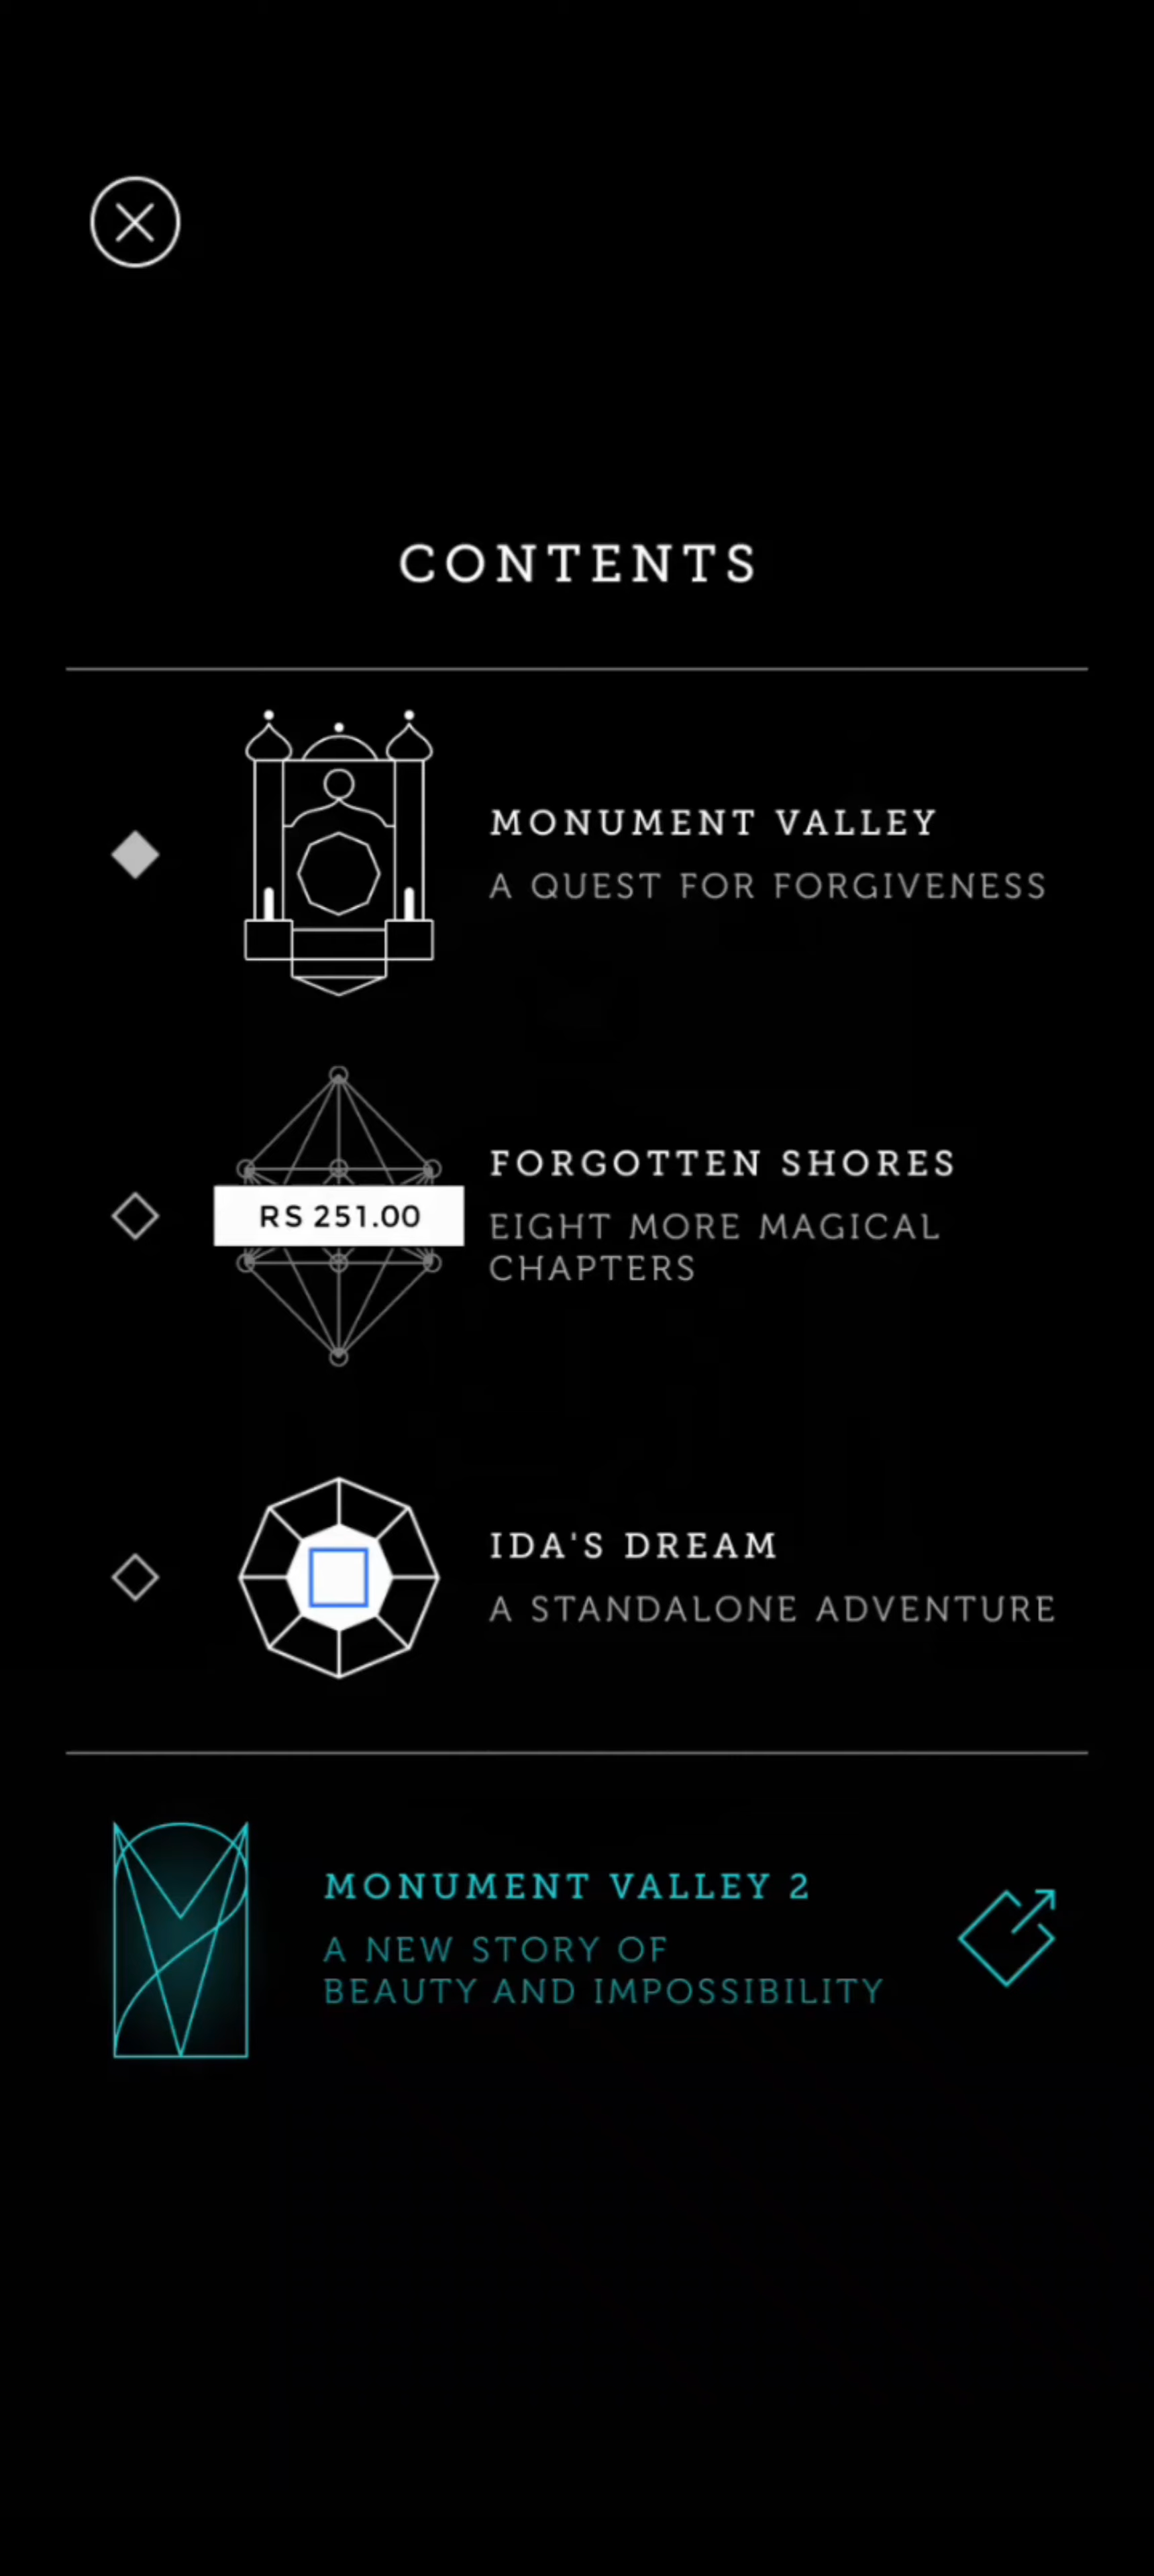 CONTENTS
MONUMENT VALLEY
A QUEST FOR FORGIVENESS
FORGOTTEN SHORES
RS 251.00
EIGHT MORE MAGICAL
CHAPTERS
IDA'S DREAM
A STANDALONE ADVENTURE
MONUMENT VALLEY 2
A NEW STORY OF
BEAUTY AND IMPOSSIBILITY